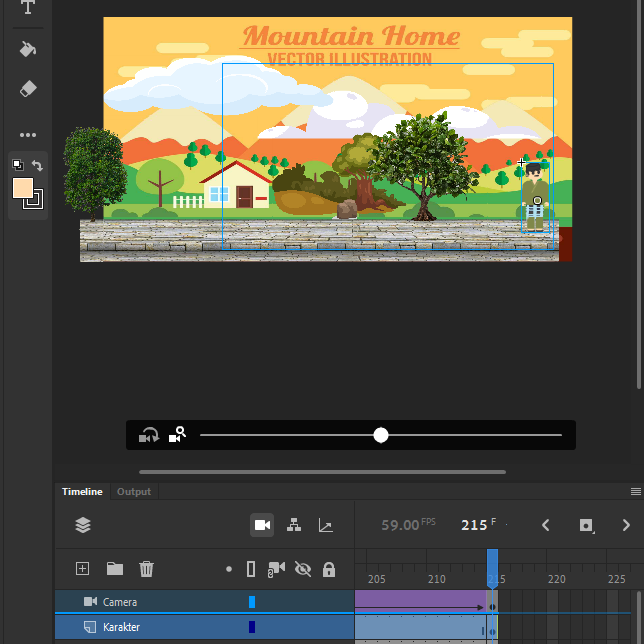 Mountain Home
VECTOR ILLUSTRATION
Timeline
Output
59.00 FPS
215 F
205
210
215
220
225
Camera
Karakter